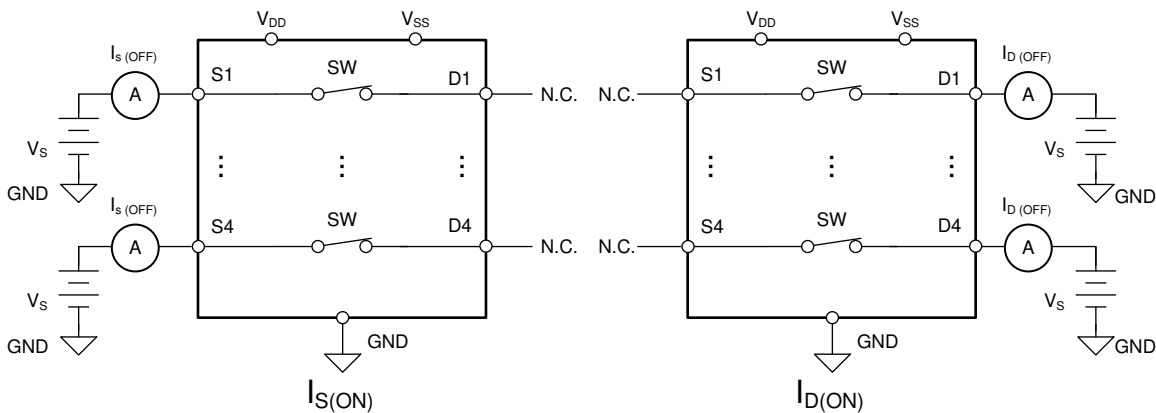 VDD VSS VDD VSS
Is (OFF) ID (OFF)
S1 SW D1 S1 SW D1
A N.C. N.C. A
VS VS
⋮ ⋮ ⋮ ⋮ ⋮ ⋮
GND GND
Is (OFF) ID (OFF)
S4 SW D4 S4 SW D4
A N.C. N.C. A
VS VS
GND GND GND GND
IS(ON) ID(ON)